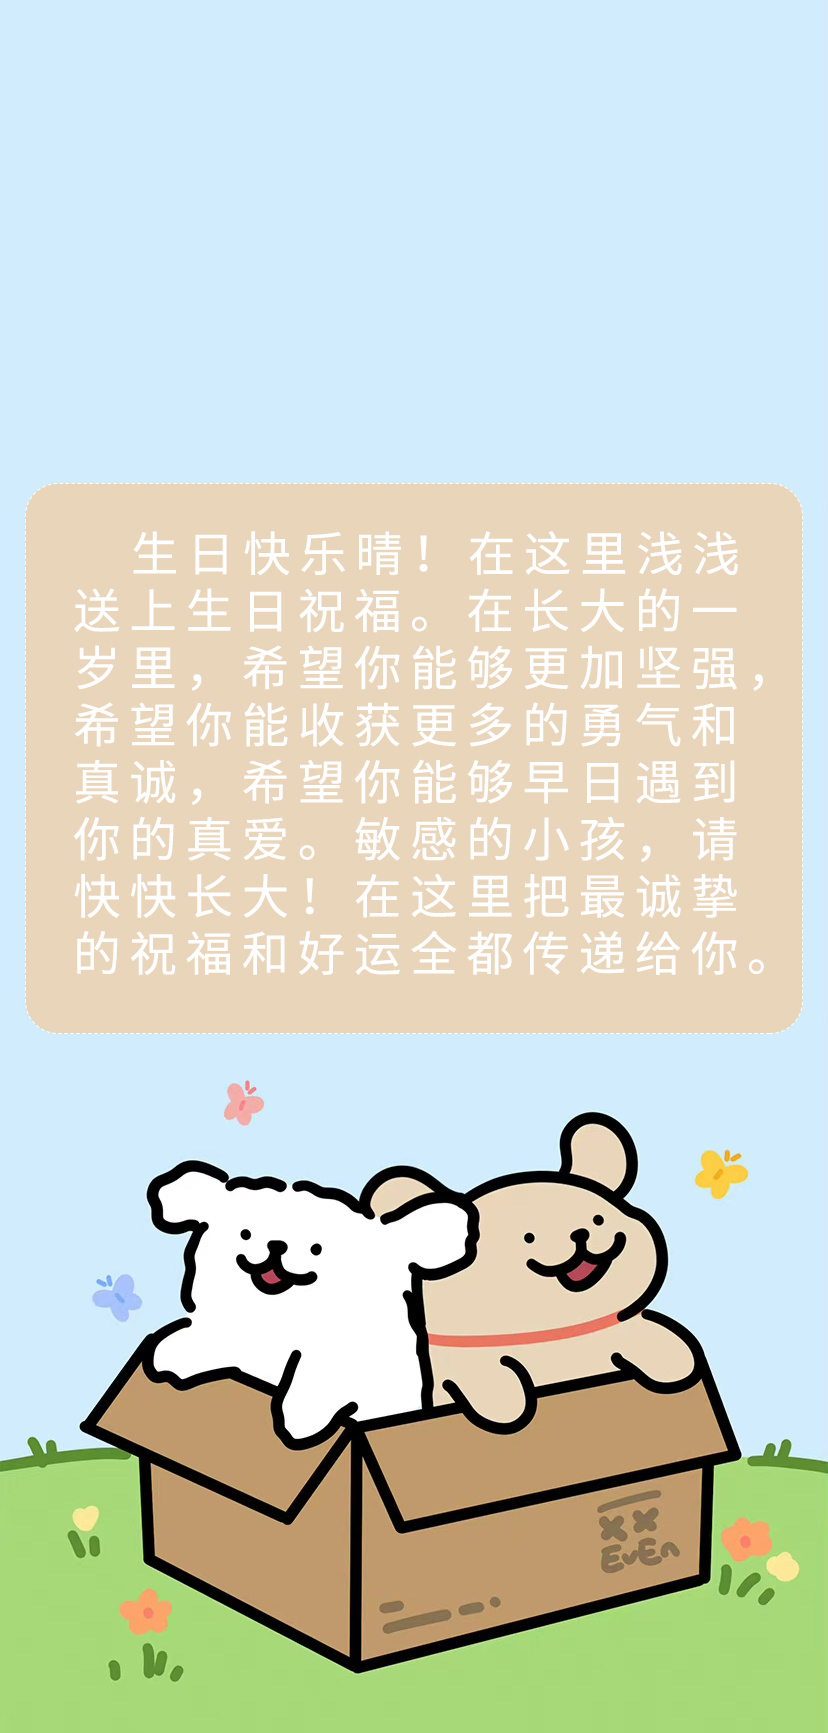 生日快乐晴！在这里浅浅
送上生日祝福。在长大的一
岁里，希望你能够更加坚强，
希望你能收获更多的勇气和
真诚，希望你能够早日遇到
你的真爱。敏感的小孩，请
快快长大！在这里把最诚挚
的祝福和好运全都传递给你。
EvEn